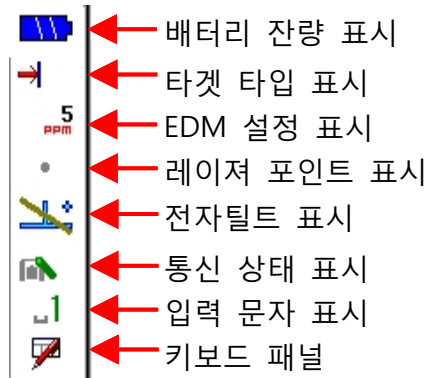 배터리 잔량 표시
타겟 타입 표시
5
PPM
EDM 설정 표시
레이져 포인트 표시
전자틸트 표시
통신 상태 표시
1
입력 문자 표시
키보드 패널